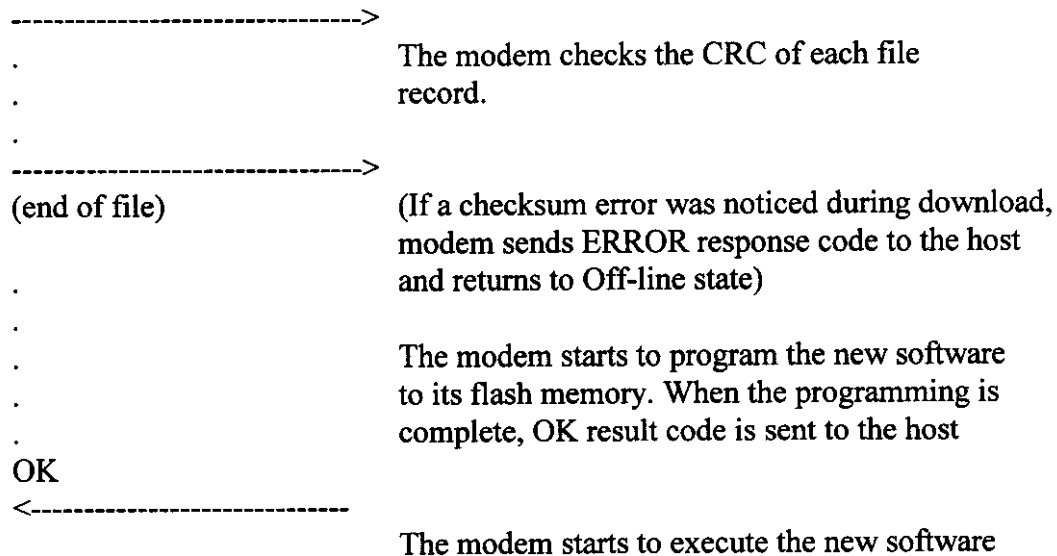 --------------------------------->
. The modem checks the CRC of each file
. record.
.
--------------------------------->
(end of file) (If a checksum error was noticed during download,
modem sends ERROR response code to the host
. and returns to Off-line state)
.
. The modem starts to program the new software
. to its flash memory. When the programming is
. complete, OK result code is sent to the host
OK
<------------------------------
The modem starts to execute the new software